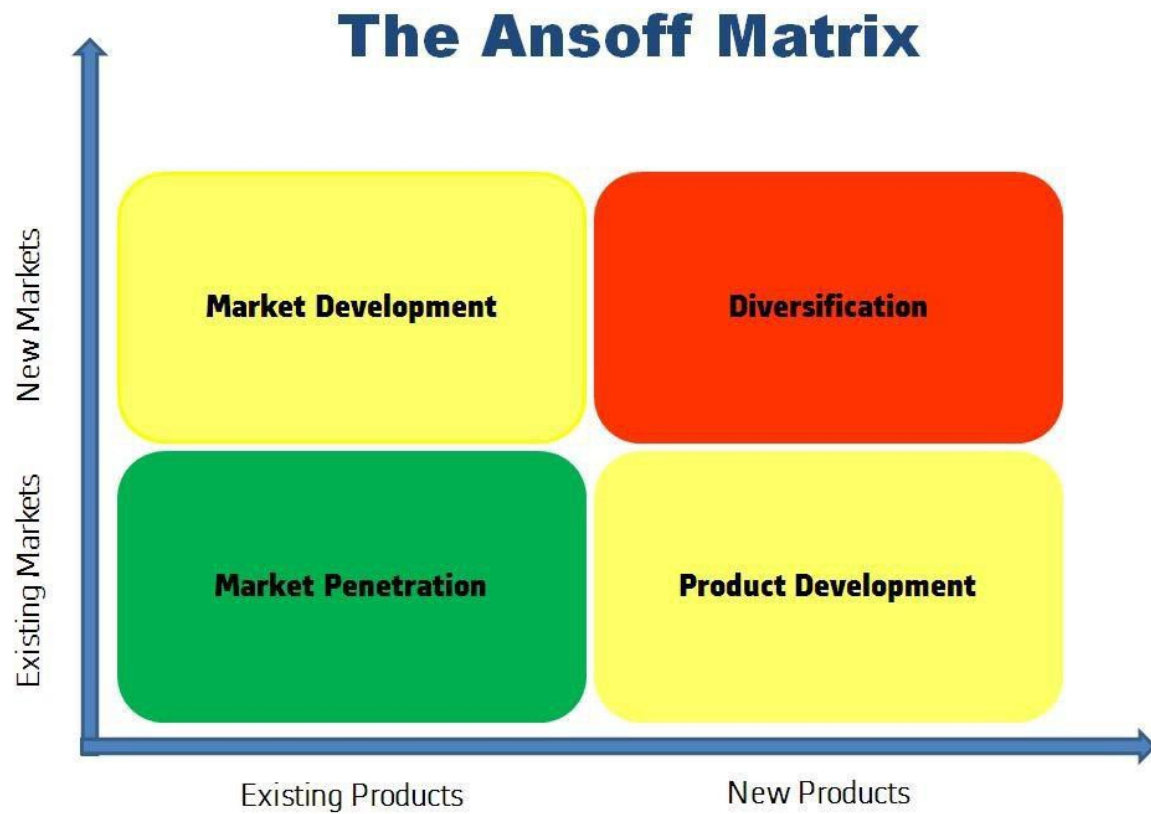 The Ansoff Matrix
New Markets
Market Development
Diversification
Existing Markets
Market Penetration
Product Development
Existing Products
New Products